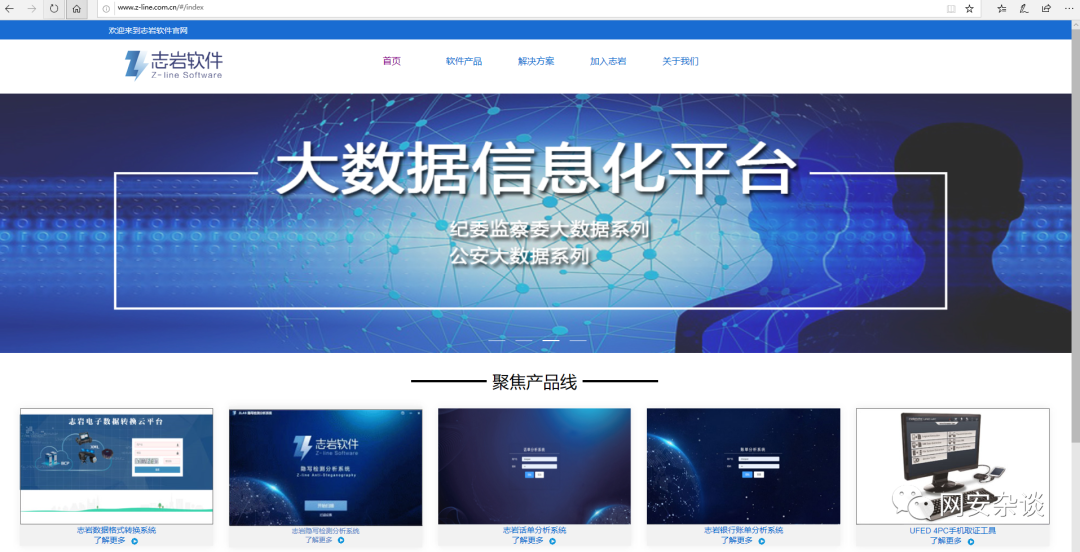 www.z-line.com.cn/#/index
欢迎来到志岩软件官网
志岩软件
Z-line Software
首页
软件产品
解决方案
加入志岩
关于我们
大数据信息化平台
纪委监察委大数据系列
公安大数据系列
聚焦产品线
志岩电子数据转换云平台
志岩软件
Z-line Software
隐写检测分析系统
Z-line Anti-Steganography
话单分析系统
账单分析系统
志岩数据格式转换系统
了解更多
志岩隐写检测分析系统
了解更多
志岩话单分析系统
了解更多
志岩银行账单分析系统
了解更多
UFED 4PC手机取证工具
了解更多
网安杂谈